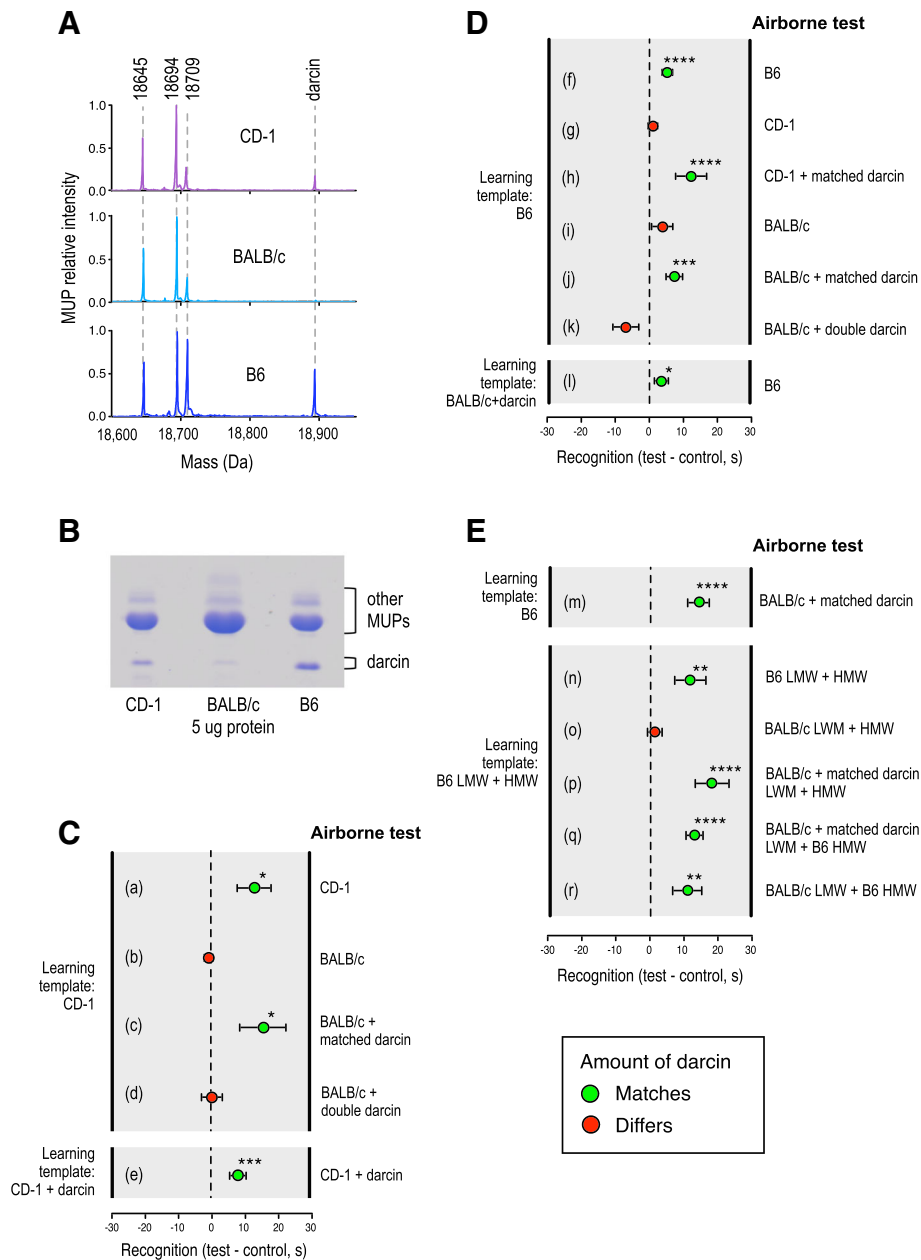 A
18645
18694
18709
darcin
MUP relative intensity
1.0
0.5
0.0
CD-1
1.0
0.5
0.0
BALB/c
1.0
0.5
0.0
B6
18,600
18,700
18,800
18,900
Mass (Da)
B
other
MUPs
darcin
CD-1
BALB/c
B6
5 ug protein
C
Airborne test
Learning
template:
CD-1
(a)
*
CD-1
(b)
BALB/c
(c)
*
BALB/c +
matched darcin
(d)
BALB/c +
double darcin
Learning
template:
CD-1 + darcin
(e)
***
CD-1 + darcin
-30 -20 -10 0 10 20 30
Recognition (test - control, s)
D
Airborne test
Learning
template:
B6
(f)
****
B6
(g)
CD-1
(h)
****
CD-1 + matched darcin
(i)
BALB/c
(j)
***
BALB/c + matched darcin
(k)
BALB/c + double darcin
Learning
template:
BALB/c+darcin
(l)
*
B6
-30 -20 -10 0 10 20 30
Recognition (test - control, s)
E
Airborne test
Learning
template:
B6
(m)
****
BALB/c + matched darcin
Learning
template:
B6 LMW + HMW
(n)
**
B6 LMW + HMW
(o)
BALB/c LWM + HMW
(p)
****
BALB/c + matched darcin
LWM + HMW
(q)
****
BALB/c + matched darcin
LWM + B6 HMW
(r)
**
BALB/c LMW + B6 HMW
-30 -20 -10 0 10 20 30
Recognition (test - control, s)
Amount of darcin
Matches
Differs